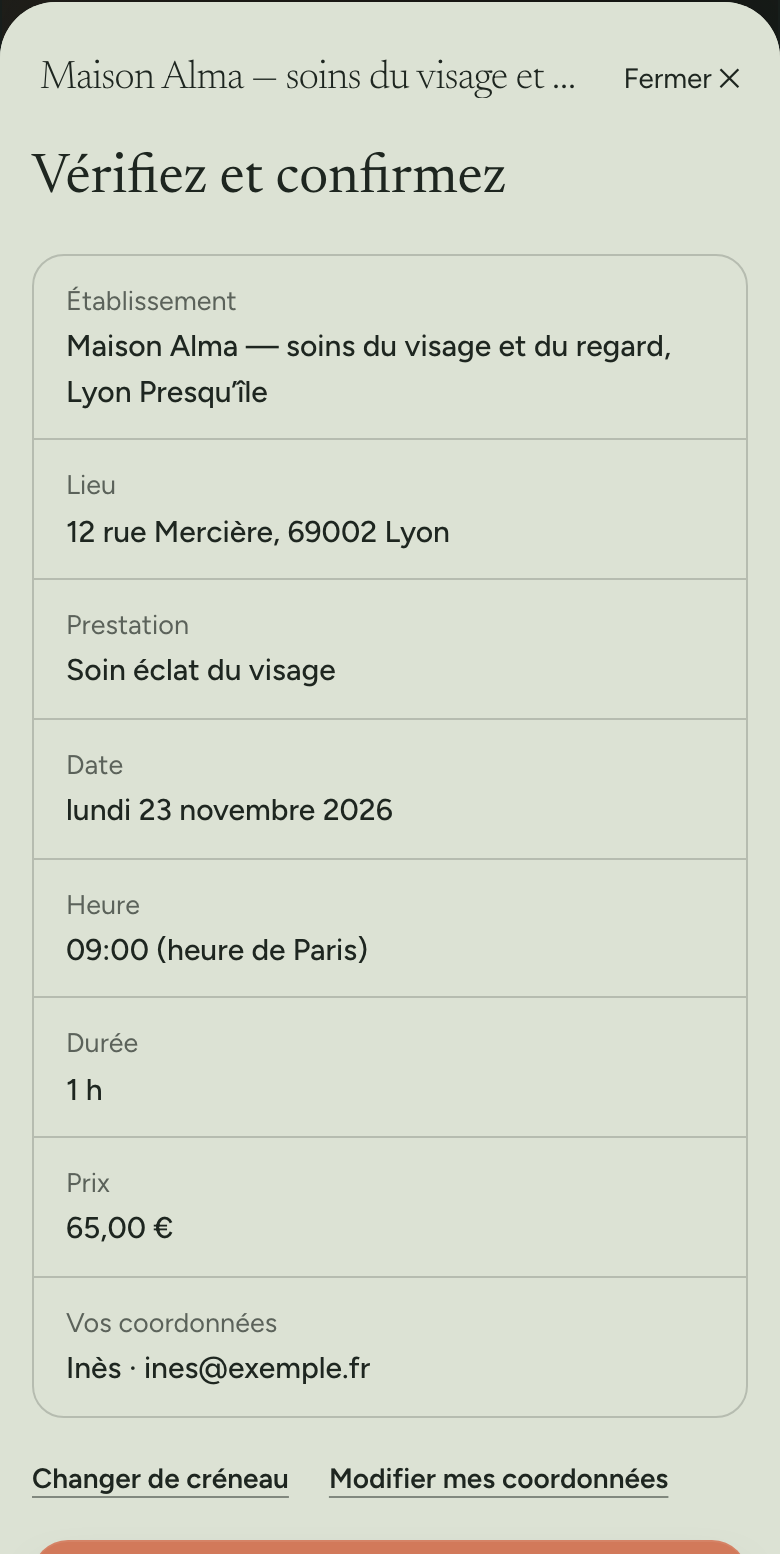 Maison Alma — soins du visage et ...
Fermer ×
Vérifiez et confirmez
Établissement
Maison Alma — soins du visage et du regard,
Lyon Presqu’île
Lieu
12 rue Mercière, 69002 Lyon
Prestation
Soin éclat du visage
Date
lundi 23 novembre 2026
Heure
09:00 (heure de Paris)
Durée
1 h
Prix
65,00 €
Vos coordonnées
Inès · ines@exemple.fr
Changer de créneau
Modifier mes coordonnées